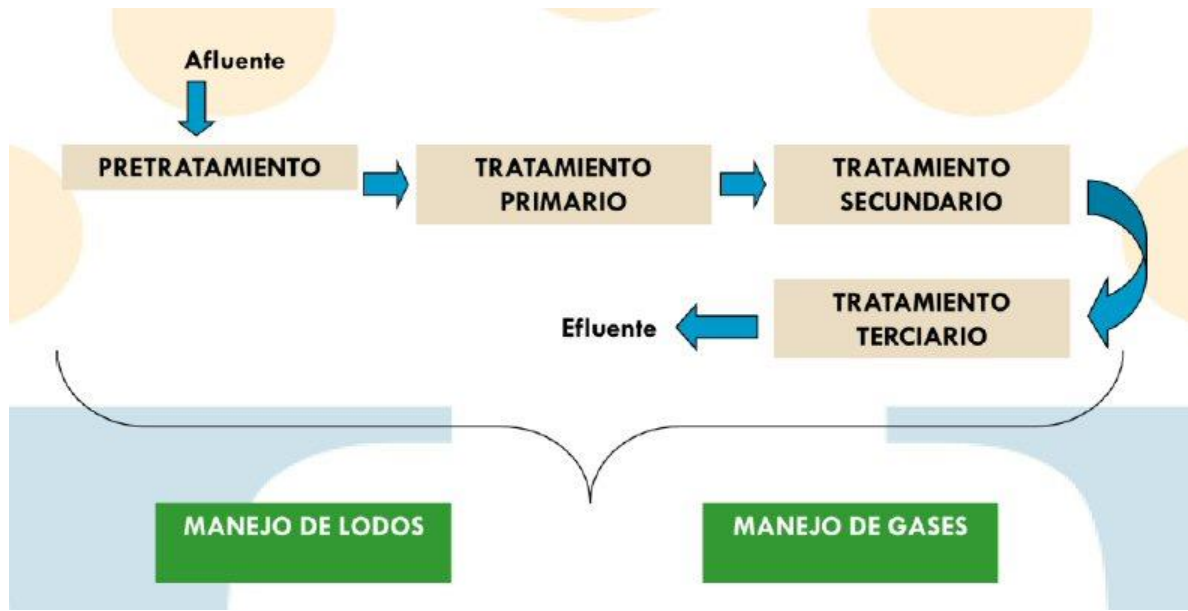 Afluente
PRETRATAMIENTO
TRATAMIENTO
PRIMARIO
TRATAMIENTO
SECUNDARIO
TRATAMIENTO
TERCIARIO
Efluente
MANEJO DE LODOS
MANEJO DE GASES